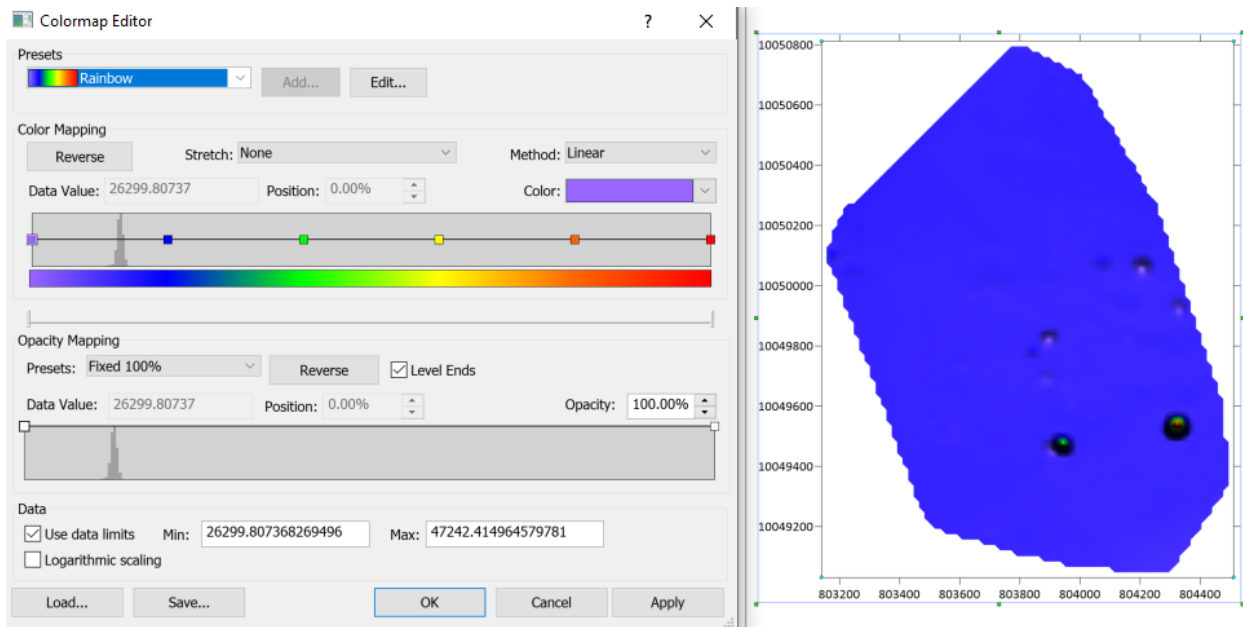 Colormap Editor ? ×
Presets
Rainbow Add... Edit...
Color Mapping
Reverse Stretch: None Method: Linear
Data Value: 26299.80737 Position: 0.00% Color:
Opacity Mapping
Presets: Fixed 100% Reverse Level Ends
Data Value: 26299.80737 Position: 0.00% Opacity: 100.00%
Data
Use data limits Min: 26299.807368269496 Max: 47242.414964579781
Logarithmic scaling
Load... Save... OK Cancel Apply
10050800
10050600
10050400
10050200
10050000
10049800
10049600
10049400
10049200
803200 803400 803600 803800 804000 804200 804400